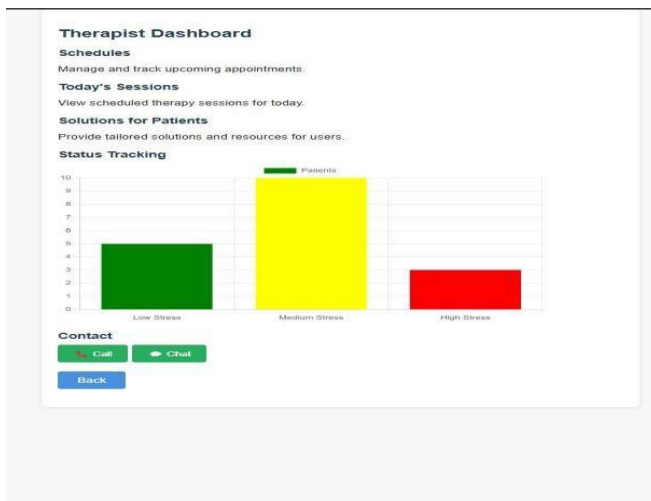 Therapist Dashboard
Schedules
Manage and track upcoming appointments.
Today's Sessions
View scheduled therapy sessions for today.
Solutions for Patients
Provide tailored solutions and resources for users.
Status Tracking
Patients
10
9
8
7
6
5
4
3
2
1
0
Low Stress Medium Stress High Stress
Contact
Call Chat
Back